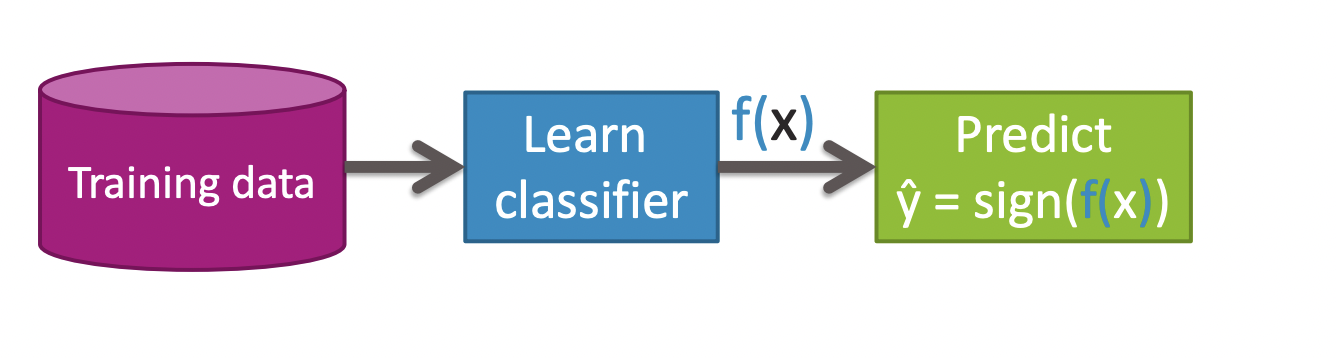 Training data
Learn
classifier
f(x)
Predict
ŷ = sign(f(x))